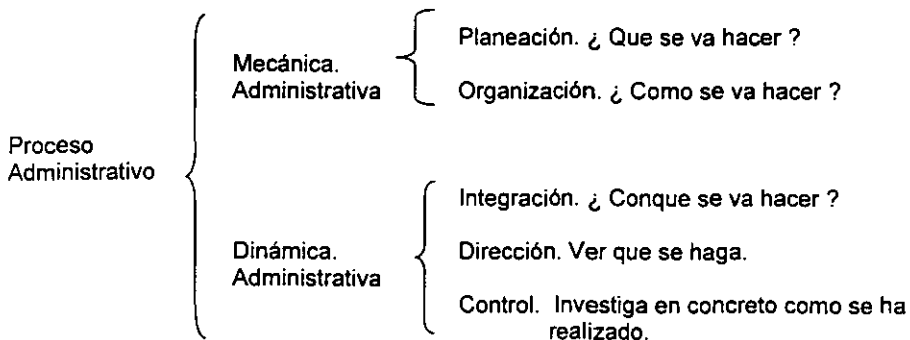 Proceso
Administrativo
Mecánica.
Administrativa
Planeación. ¿ Que se va hacer ?
Organización. ¿ Como se va hacer ?
Dinámica.
Administrativa
Integración. ¿ Conque se va hacer ?
Dirección. Ver que se haga.
Control. Investiga en concreto como se ha
realizado.